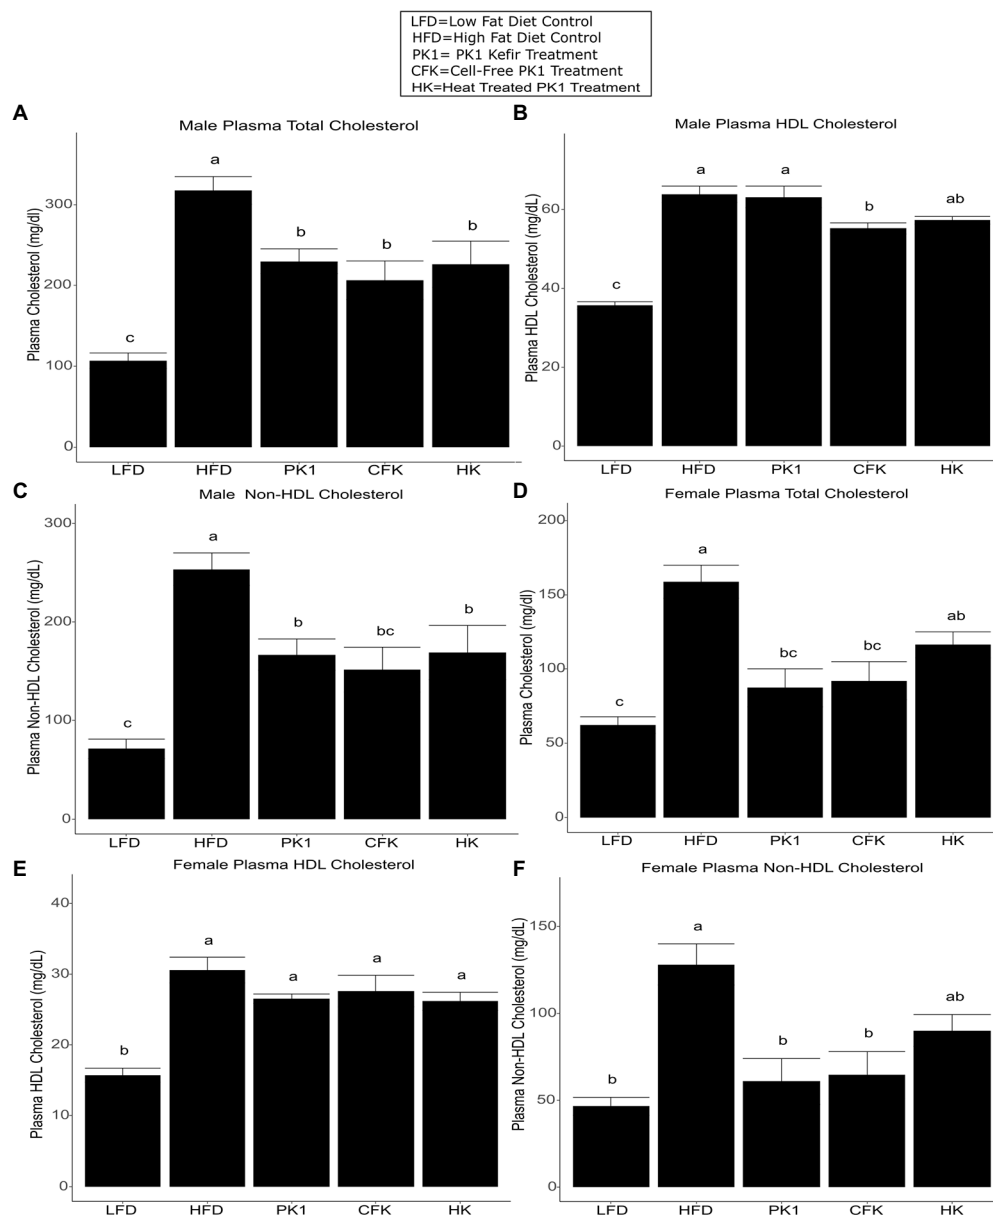 LFD=Low Fat Diet Control
HFD=High Fat Diet Control
PK1= PK1 Kefir Treatment
CFK=Cell-Free PK1 Treatment
HK=Heat Treated PK1 Treatment
A
Male Plasma Total Cholesterol
Plasma Cholesterol (mg/dl)
300
200
100
0
c
a
b
b
b
LFD
HFD
PK1
CFK
HK
B
Male Plasma HDL Cholesterol
Plasma HDL Cholesterol (mg/dL)
60
40
20
0
c
a
a
b
ab
LFD
HFD
PK1
CFK
HK
C
Male Non-HDL Cholesterol
Plasma Non-HDL Cholesterol (mg/dL)
300
200
100
0
c
a
b
bc
b
LFD
HFD
PK1
CFK
HK
D
Female Plasma Total Cholesterol
Plasma Cholesterol (mg/dl)
200
150
100
50
0
c
a
bc
bc
ab
LFD
HFD
PK1
CFK
HK
E
Female Plasma HDL Cholesterol
Plasma HDL Cholesterol (mg/dL)
40
30
20
10
0
b
a
a
a
a
LFD
HFD
PK1
CFK
HK
F
Female Plasma Non-HDL Cholesterol
Plasma Non-HDL Cholesterol (mg/dL)
150
100
50
0
b
a
b
b
ab
LFD
HFD
PK1
CFK
HK